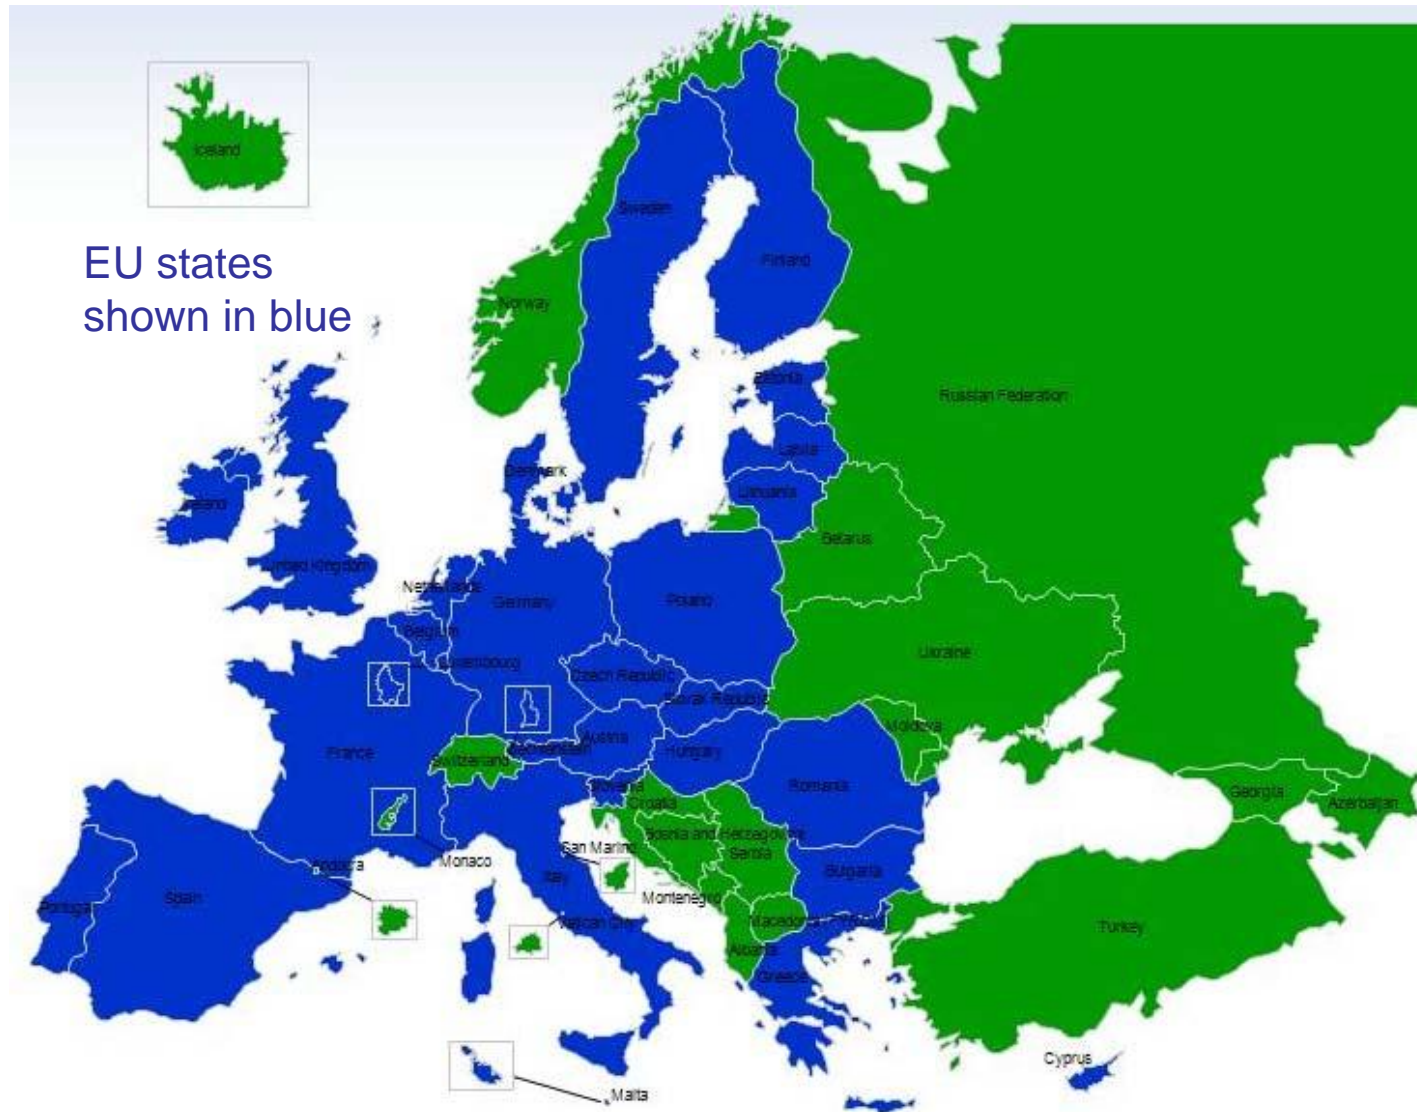 Iceland
EU states
shown in blue
Sweden
Finland
Norway
Estonia
Russian Federation
Latvia
Denmark
Lithuania
Ireland
Belarus
United Kingdom
Netherlands
Germany
Poland
Belgium
Luxembourg
Ukraine
Czech Republic
Slovak Republic
Moldova
Austria
France
Liechtenstein
Hungary
Switzerland
Slovenia
Romania
Georgia
Azerbaijan
Croatia
Bosnia and Herzegovina
San Marino
Serbia
Monaco
Andorra
Italy
Bulgaria
Portugal
Spain
Montenegro
Vatican City
Macedonia
Turkey
Albania
Greece
Cyprus
Malta